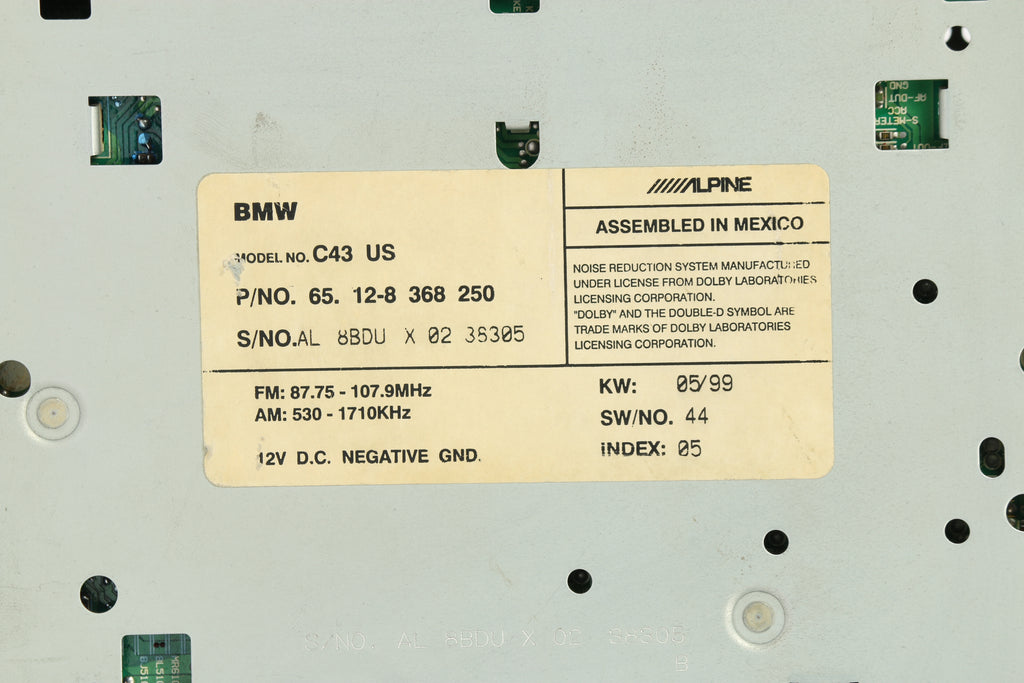 GND
AF-OUT
ACC
S-METER
BMW
MODEL NO. C43 US
P/NO. 65. 12-8 368 250
S/NO. AL 8BDU X 02 36305
FM: 87.75 - 107.9MHz
AM: 530 - 1710KHz
12V D.C. NEGATIVE GND.
ALPINE
ASSEMBLED IN MEXICO
NOISE REDUCTION SYSTEM MANUFACTURED
UNDER LICENSE FROM DOLBY LABORATORIES
LICENSING CORPORATION.
"DOLBY" AND THE DOUBLE-D SYMBOL ARE
TRADE MARKS OF DOLBY LABORATORIES
LICENSING CORPORATION.
KW: 05/99
SW/NO. 44
INDEX: 05
S/NO. AL 8BDU X 02 36305
B